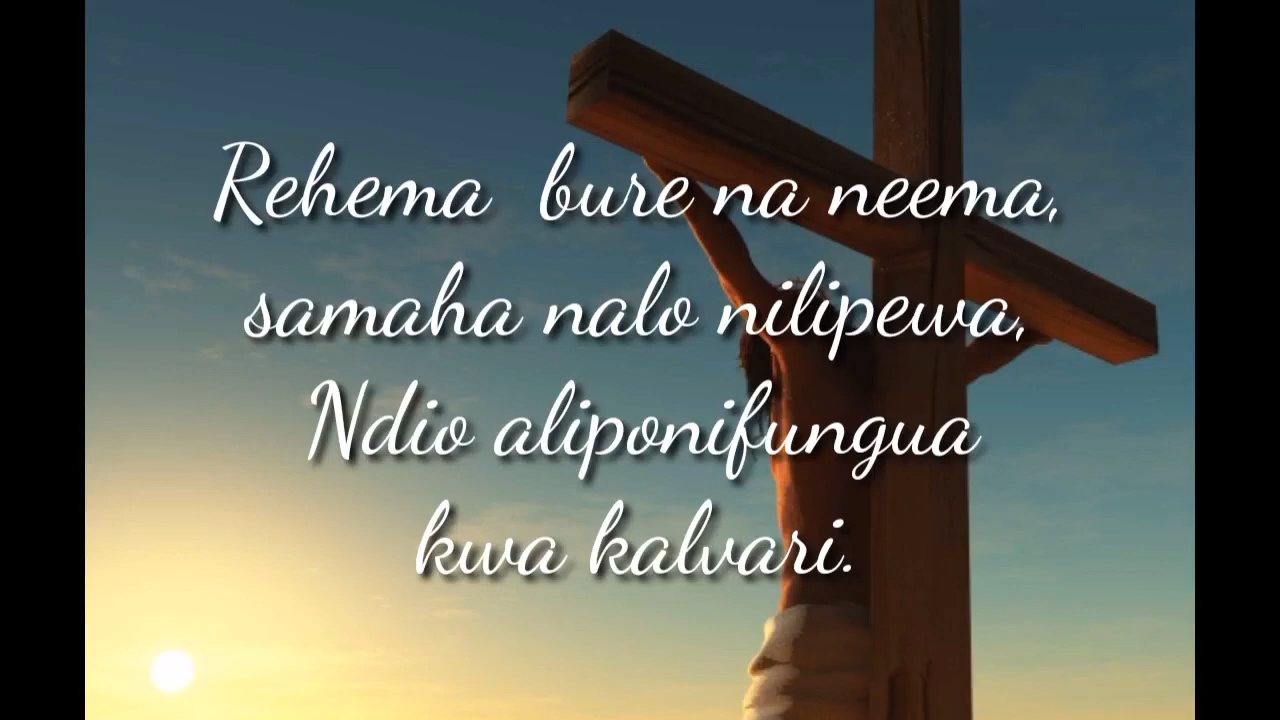 Rehema bure na neema,
samaha nalo nilipewa,
Ndio aliponifungua
kwa kalvari.